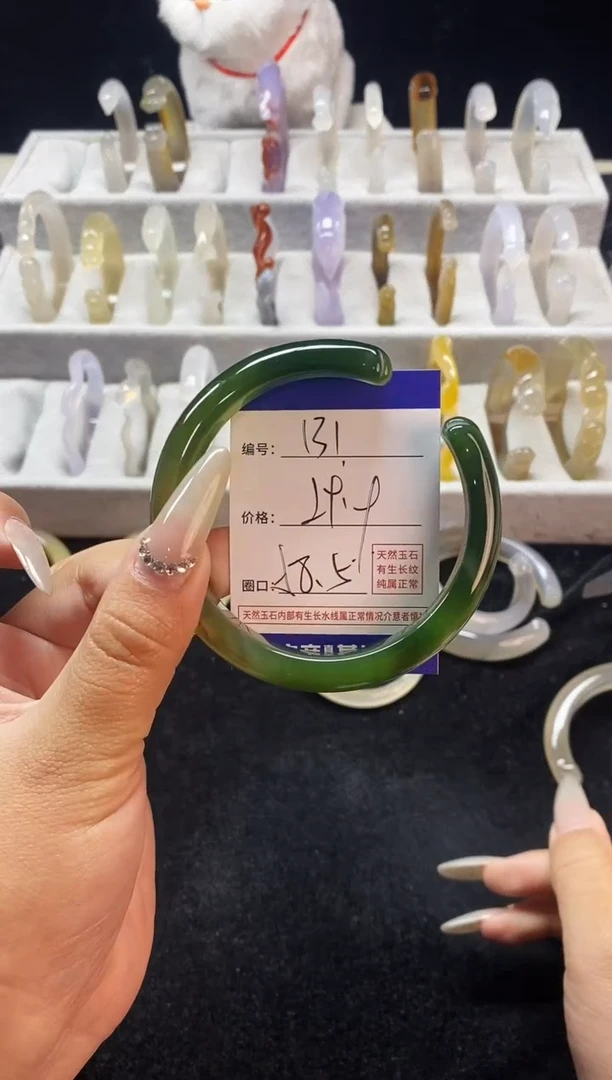 编号： 131
价格： 29.9
圈口： 58.5
天然玉石
有生长纹
纯属正常
天然玉石内部有生长水线属正常情况介意者慎